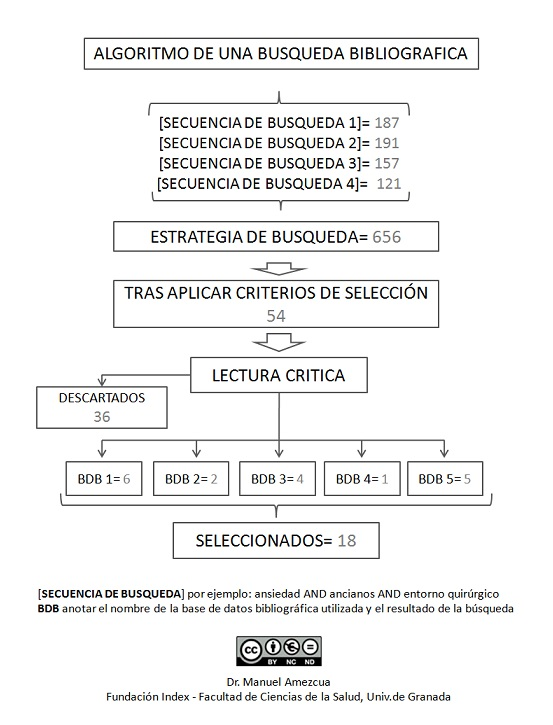 ALGORITMO DE UNA BUSQUEDA BIBLIOGRAFICA
[SECUENCIA DE BUSQUEDA 1]= 187
[SECUENCIA DE BUSQUEDA 2]= 191
[SECUENCIA DE BUSQUEDA 3]= 157
[SECUENCIA DE BUSQUEDA 4]= 121
ESTRATEGIA DE BUSQUEDA= 656
TRAS APLICAR CRITERIOS DE SELECCIÓN
54
LECTURA CRITICA
DESCARTADOS
36
BDB 1= 6
BDB 2= 2
BDB 3= 4
BDB 4= 1
BDB 5= 5
SELECCIONADOS= 18
[SECUENCIA DE BUSQUEDA] por ejemplo: ansiedad AND ancianos AND entorno quirúrgico
BDB anotar el nombre de la base de datos bibliográfica utilizada y el resultado de la búsqueda
cc
BY NC ND
Dr. Manuel Amezcua
Fundación Index - Facultad de Ciencias de la Salud, Univ.de Granada